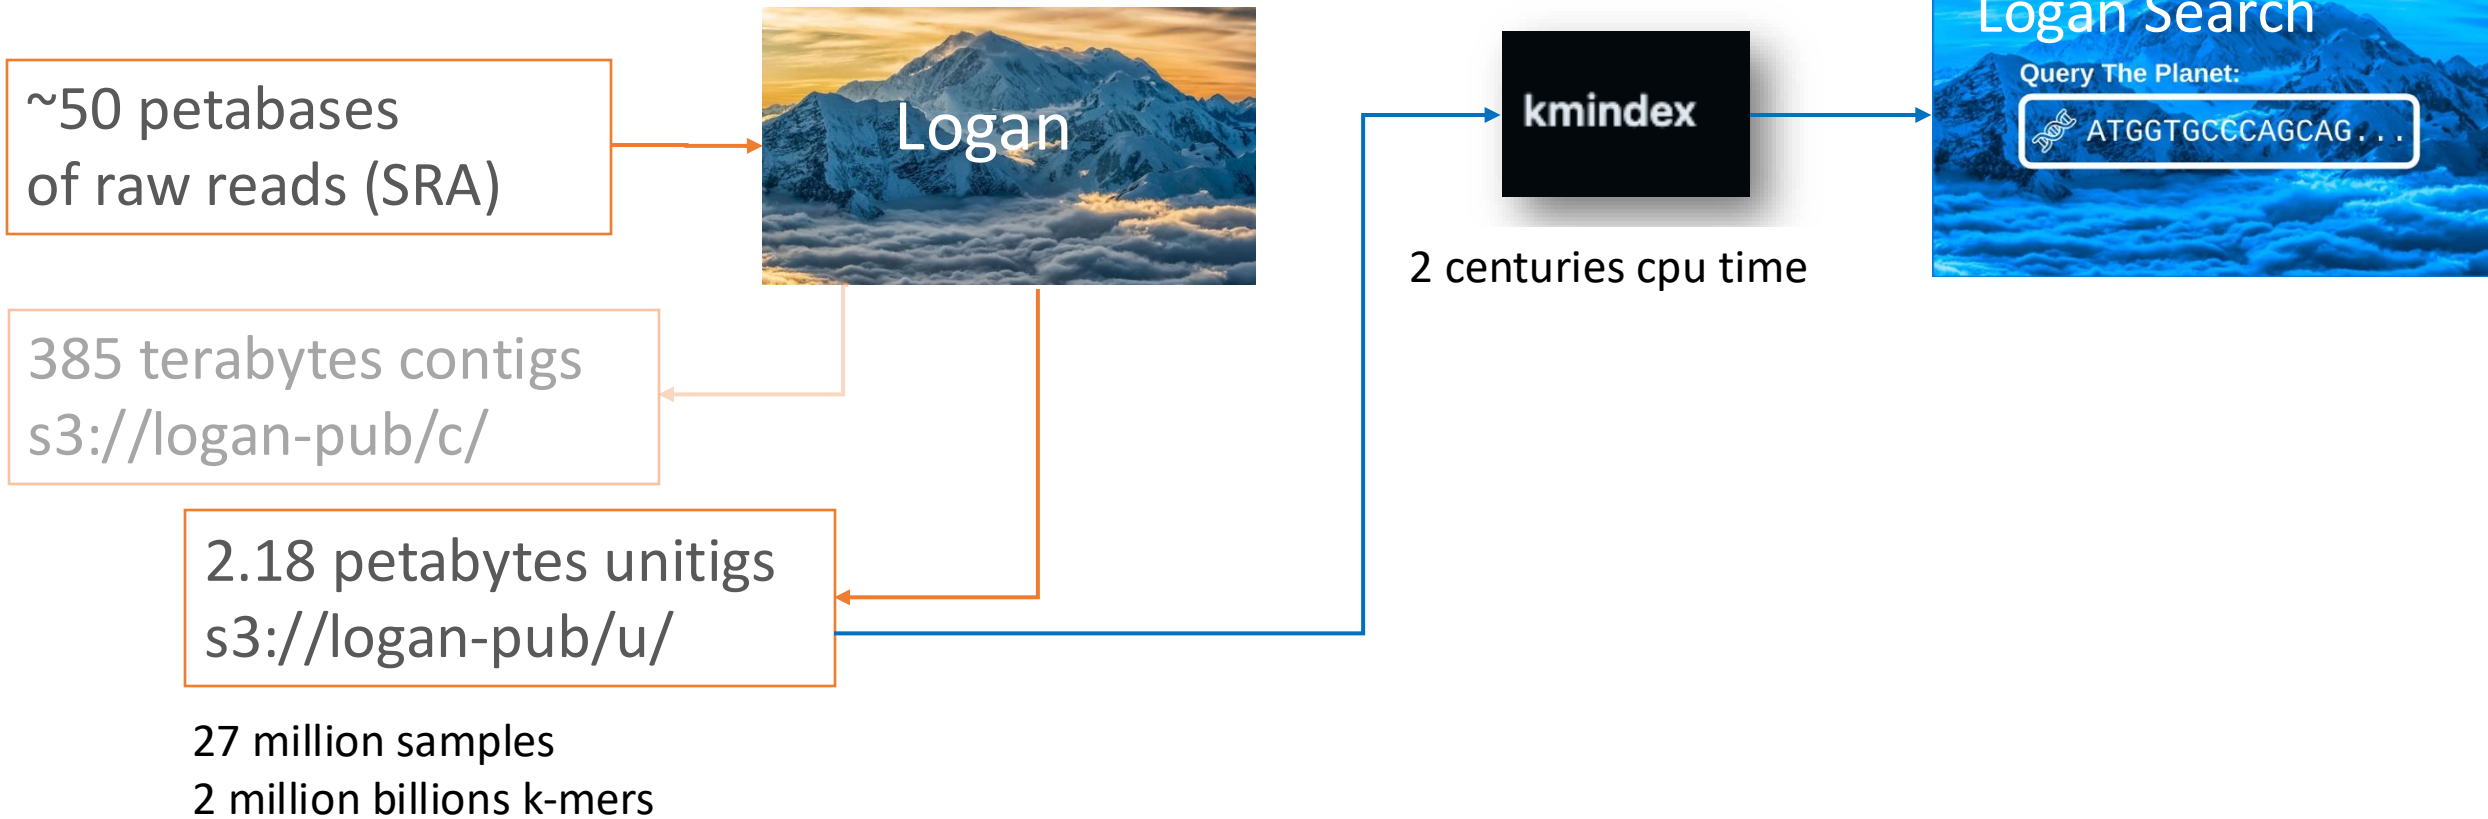 ~50 petabases
of raw reads (SRA)
Logan
kmindex
2 centuries cpu time
Logan Search
Query The Planet:
ATGGTGCCCAGCAG...
385 terabytes contigs
s3://logan-pub/c/
2.18 petabytes unitigs
s3://logan-pub/u/
27 million samples
2 million billions k-mers